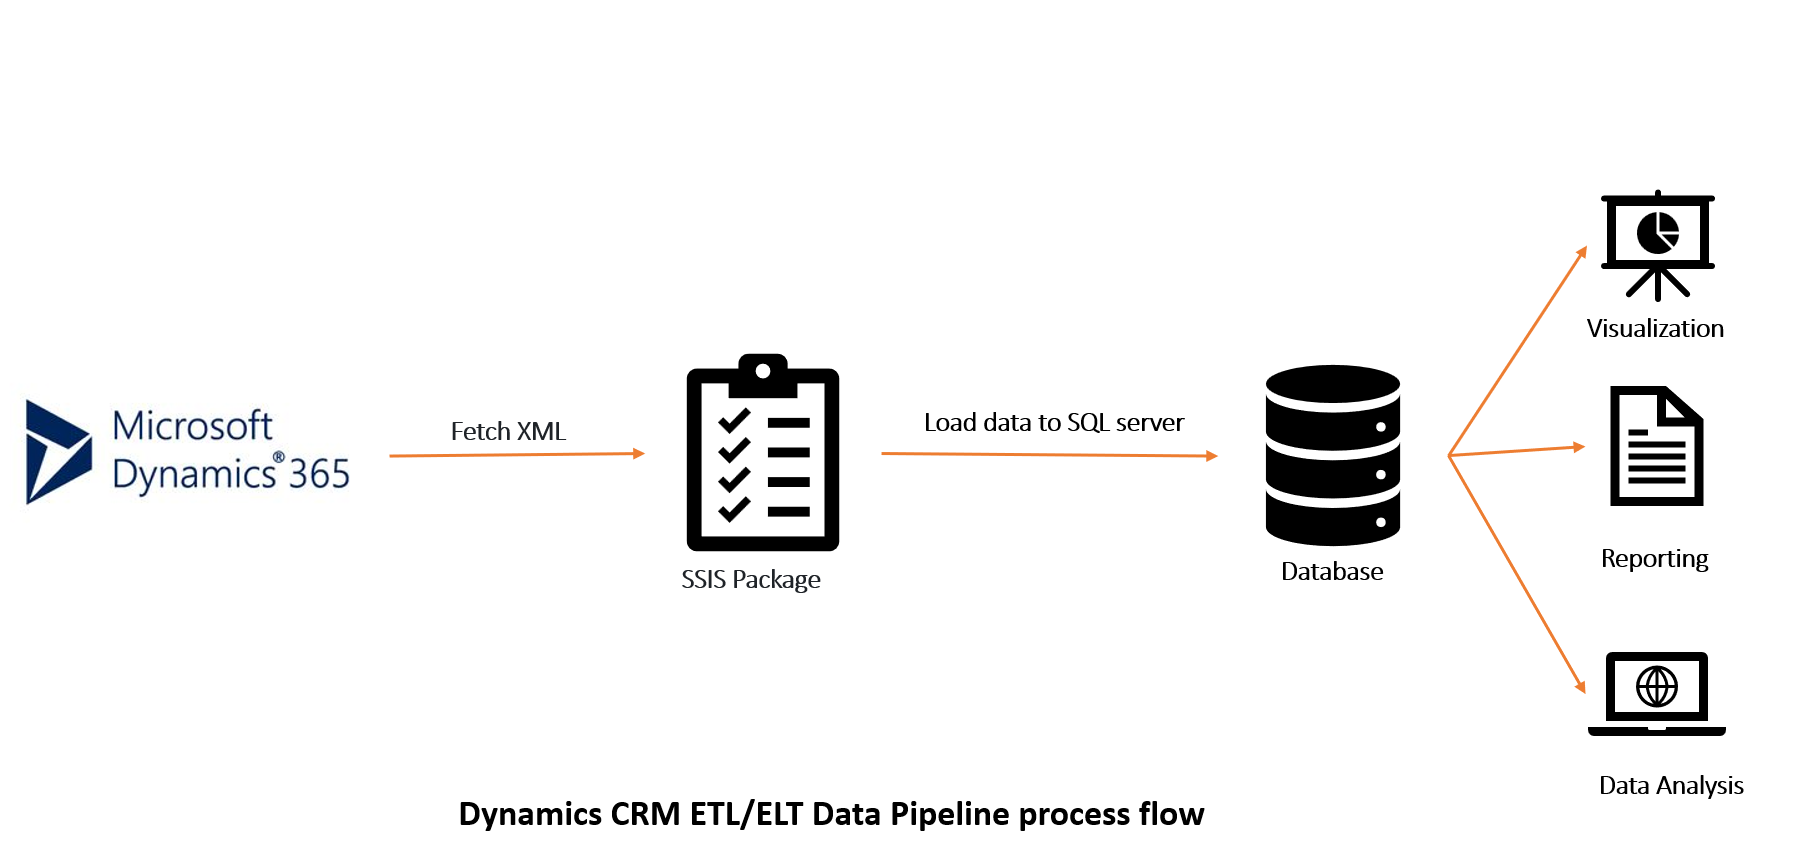 Microsoft
Dynamics® 365
Fetch XML
SSIS Package
Load data to SQL server
Database
Visualization
Reporting
Data Analysis
Dynamics CRM ETL/ELT Data Pipeline process flow